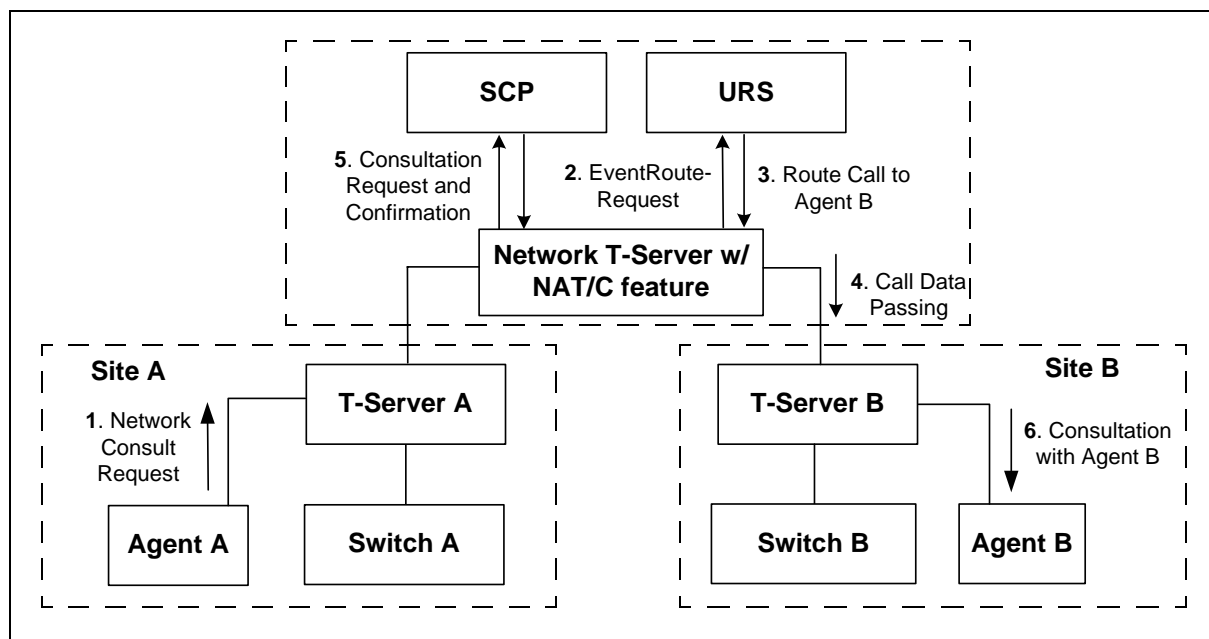 SCP
URS
5. Consultation
Request and
Confirmation
2. EventRoute-
Request
3. Route Call to
Agent B
Network T-Server w/
NAT/C feature
4. Call Data
Passing
Site A
T-Server A
1. Network
Consult
Request
Agent A
Switch A
Site B
T-Server B
6. Consultation
with Agent B
Switch B
Agent B